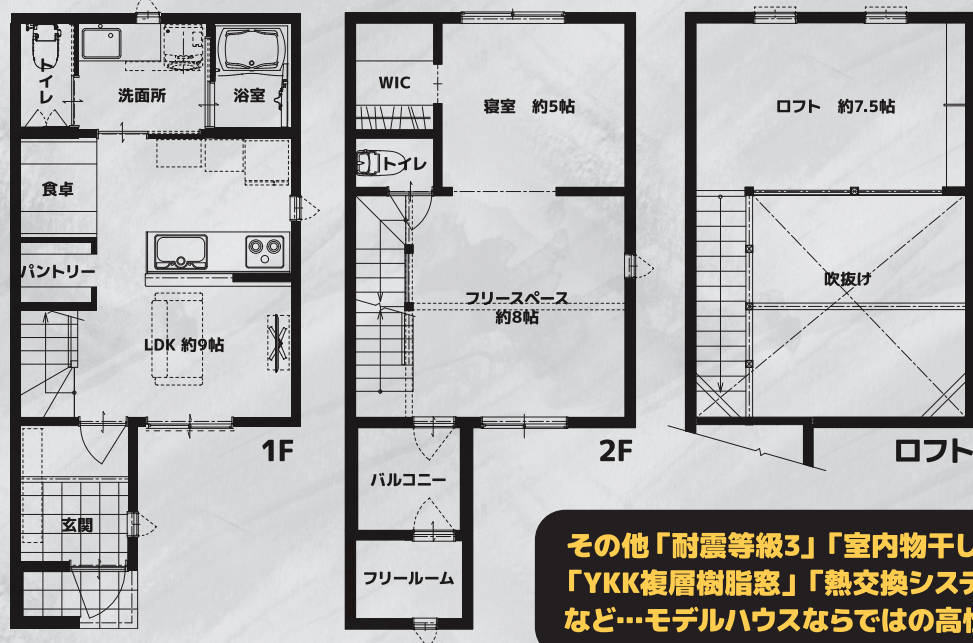 トイレ
洗面所
浴室
食卓
パントリー
LDK 約9帖
1F
玄関
WIC
寝室 約5帖
トイレ
フリースペース
約8帖
2F
バルコニー
フリールーム
ロフト 約7.5帖
吹抜け
ロフト
その他「耐震等級3」「室内物干し
「YKK複層樹脂窓」「熱交換システ
など…モデルハウスならではの高性